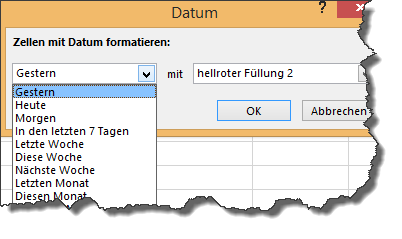 Datum
?
Zellen mit Datum formatieren:
Gestern mit hellroter Füllung 2
Gestern
Heute
Morgen
In den letzten 7 Tagen
Letzte Woche
Diese Woche
Nächste Woche
Letzten Monat
Diesen Monat
OK Abbrechen